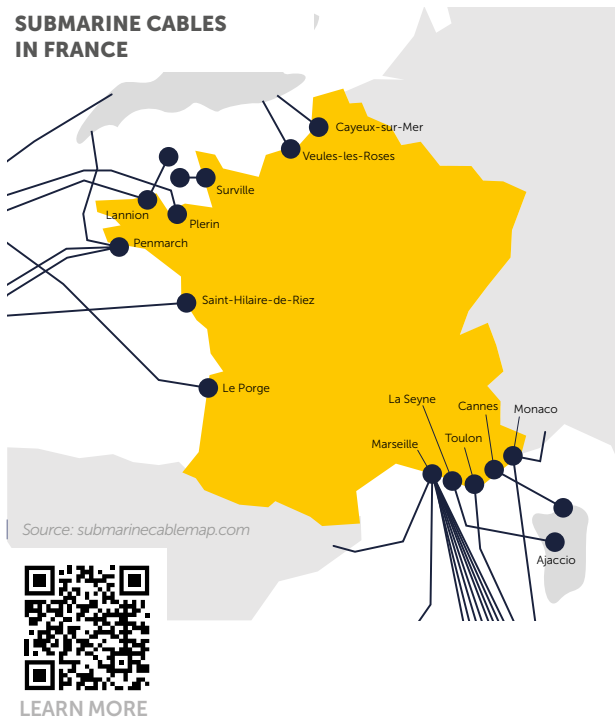 SUBMARINE CABLES
IN FRANCE
Cayeux-sur-Mer
Veules-les-Roses
Surville
Lannion
Plerin
Penmarch
Saint-Hilaire-de-Riez
Le Porge
La Seyne
Cannes
Monaco
Toulon
Marseille
Source: submarinecablemap.com
Ajaccio
LEARN MORE